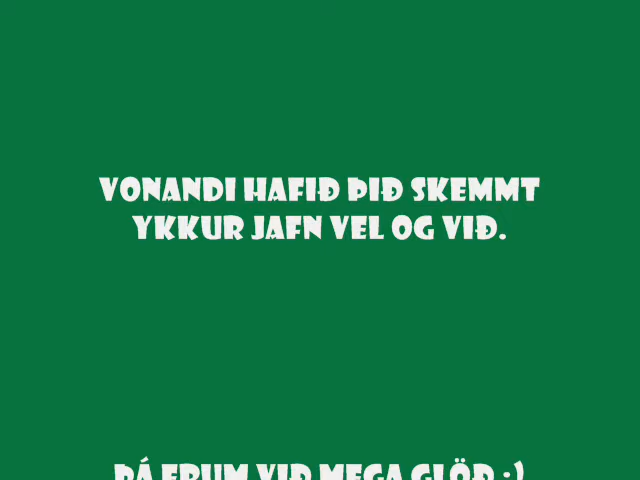 VONANDI HAFIÐ ÞIÐ SKEMMT
YKKUR JAFN VEL OG VIÐ.
ÞÁ ERUM VIÐ MEGA GLÖÐ :)